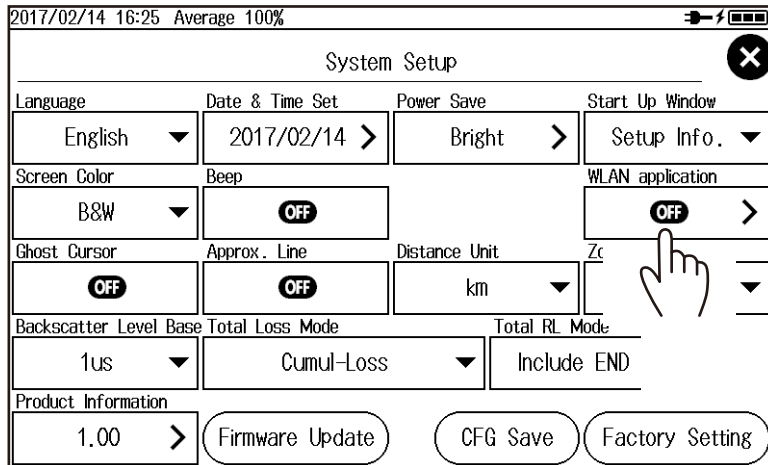 2017/02/14 16:25 Average 100%
System Setup
Language Date & Time Set Power Save Start Up Window
English 2017/02/14 Bright Setup Info.
Screen Color Beep WLAN application
B&W OFF OFF
Ghost Cursor Approx. Line Distance Unit
OFF OFF km
Backscatter Level Base Total Loss Mode Total RL Mode
1us Cumul-Loss Include END
Product Information
1.00 Firmware Update CFG Save Factory Setting